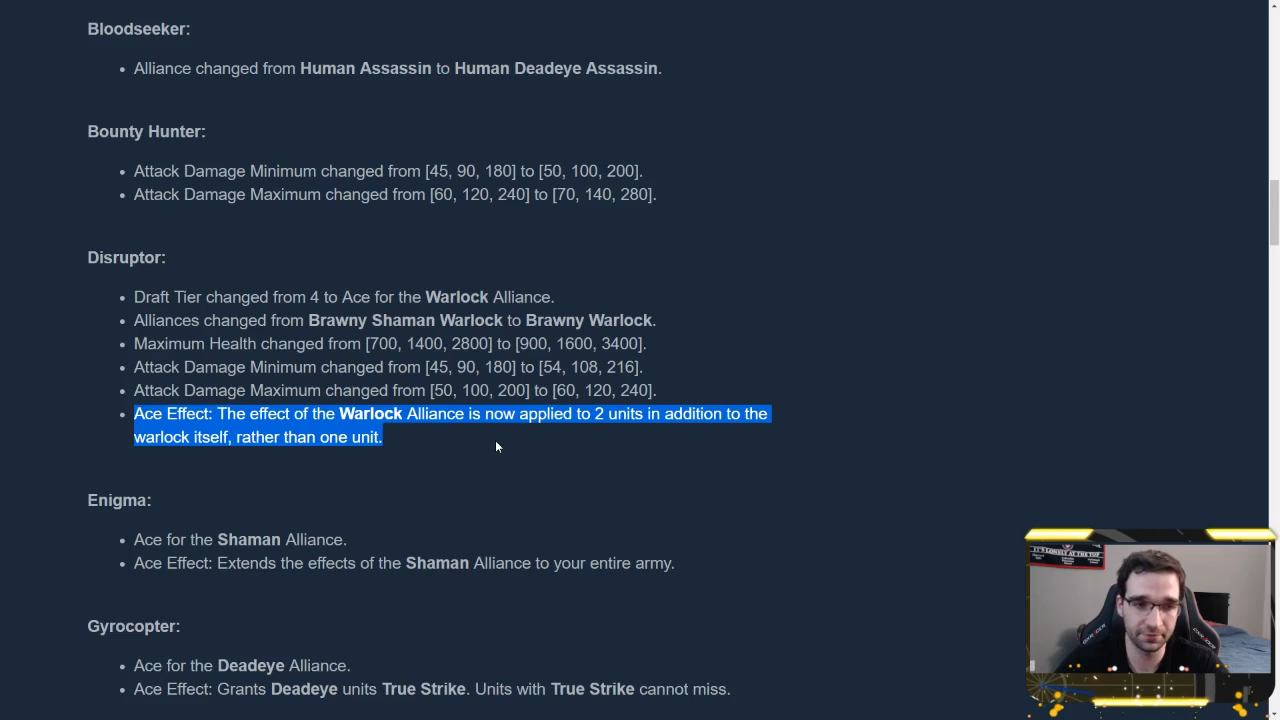 Bloodseeker:
• Alliance changed from Human Assassin to Human Deadeye Assassin.
Bounty Hunter:
• Attack Damage Minimum changed from [45, 90, 180] to [50, 100, 200].
• Attack Damage Maximum changed from [60, 120, 240] to [70, 140, 280].
Disruptor:
• Draft Tier changed from 4 to Ace for the Warlock Alliance.
• Alliances changed from Brawny Shaman Warlock to Brawny Warlock.
• Maximum Health changed from [700, 1400, 2800] to [900, 1600, 3400].
• Attack Damage Minimum changed from [45, 90, 180] to [54, 108, 216].
• Attack Damage Maximum changed from [50, 100, 200] to [60, 120, 240].
• Ace Effect: The effect of the Warlock Alliance is now applied to 2 units in addition to the
warlock itself, rather than one unit.
Enigma:
• Ace for the Shaman Alliance.
• Ace Effect: Extends the effects of the Shaman Alliance to your entire army.
Gyrocopter:
• Ace for the Deadeye Alliance.
• Ace Effect: Grants Deadeye units True Strike. Units with True Strike cannot miss.
IT'S LONELY AT THE TOP